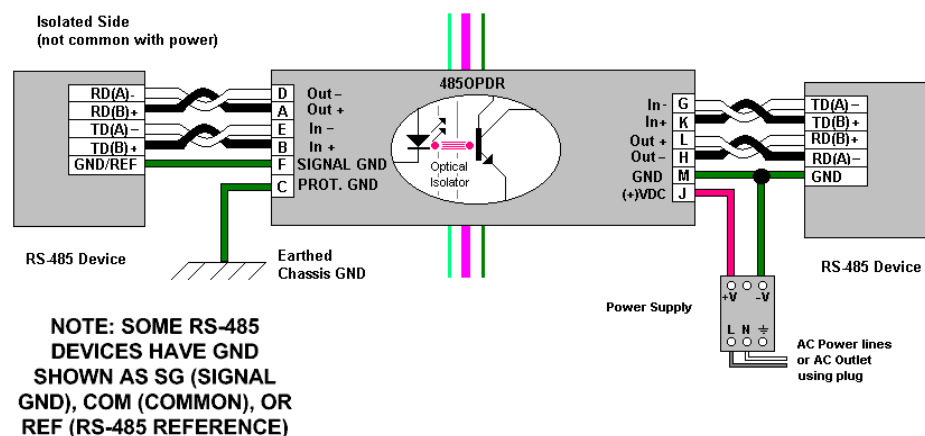 Isolated Side
(not common with power)
485OPDR
RD(A)-
RD(B)+
TD(A)-
TD(B)+
GND/REF
D
A
E
B
F
C
Out -
Out +
In -
In +
SIGNAL GND
PROT. GND
Optical
Isolator
In-
In+
Out +
Out -
GND
(+)VDC
G
K
L
H
M
J
TD(A) -
TD(B)+
RD(B)+
RD(A)-
GND
RS-485 Device
Earthed
Chassis GND
RS-485 Device
Power Supply
+V
-V
L N
AC Power lines
or AC Outlet
using plug
NOTE: SOME RS-485
DEVICES HAVE GND
SHOWN AS SG (SIGNAL
GND), COM (COMMON), OR
REF (RS-485 REFERENCE)